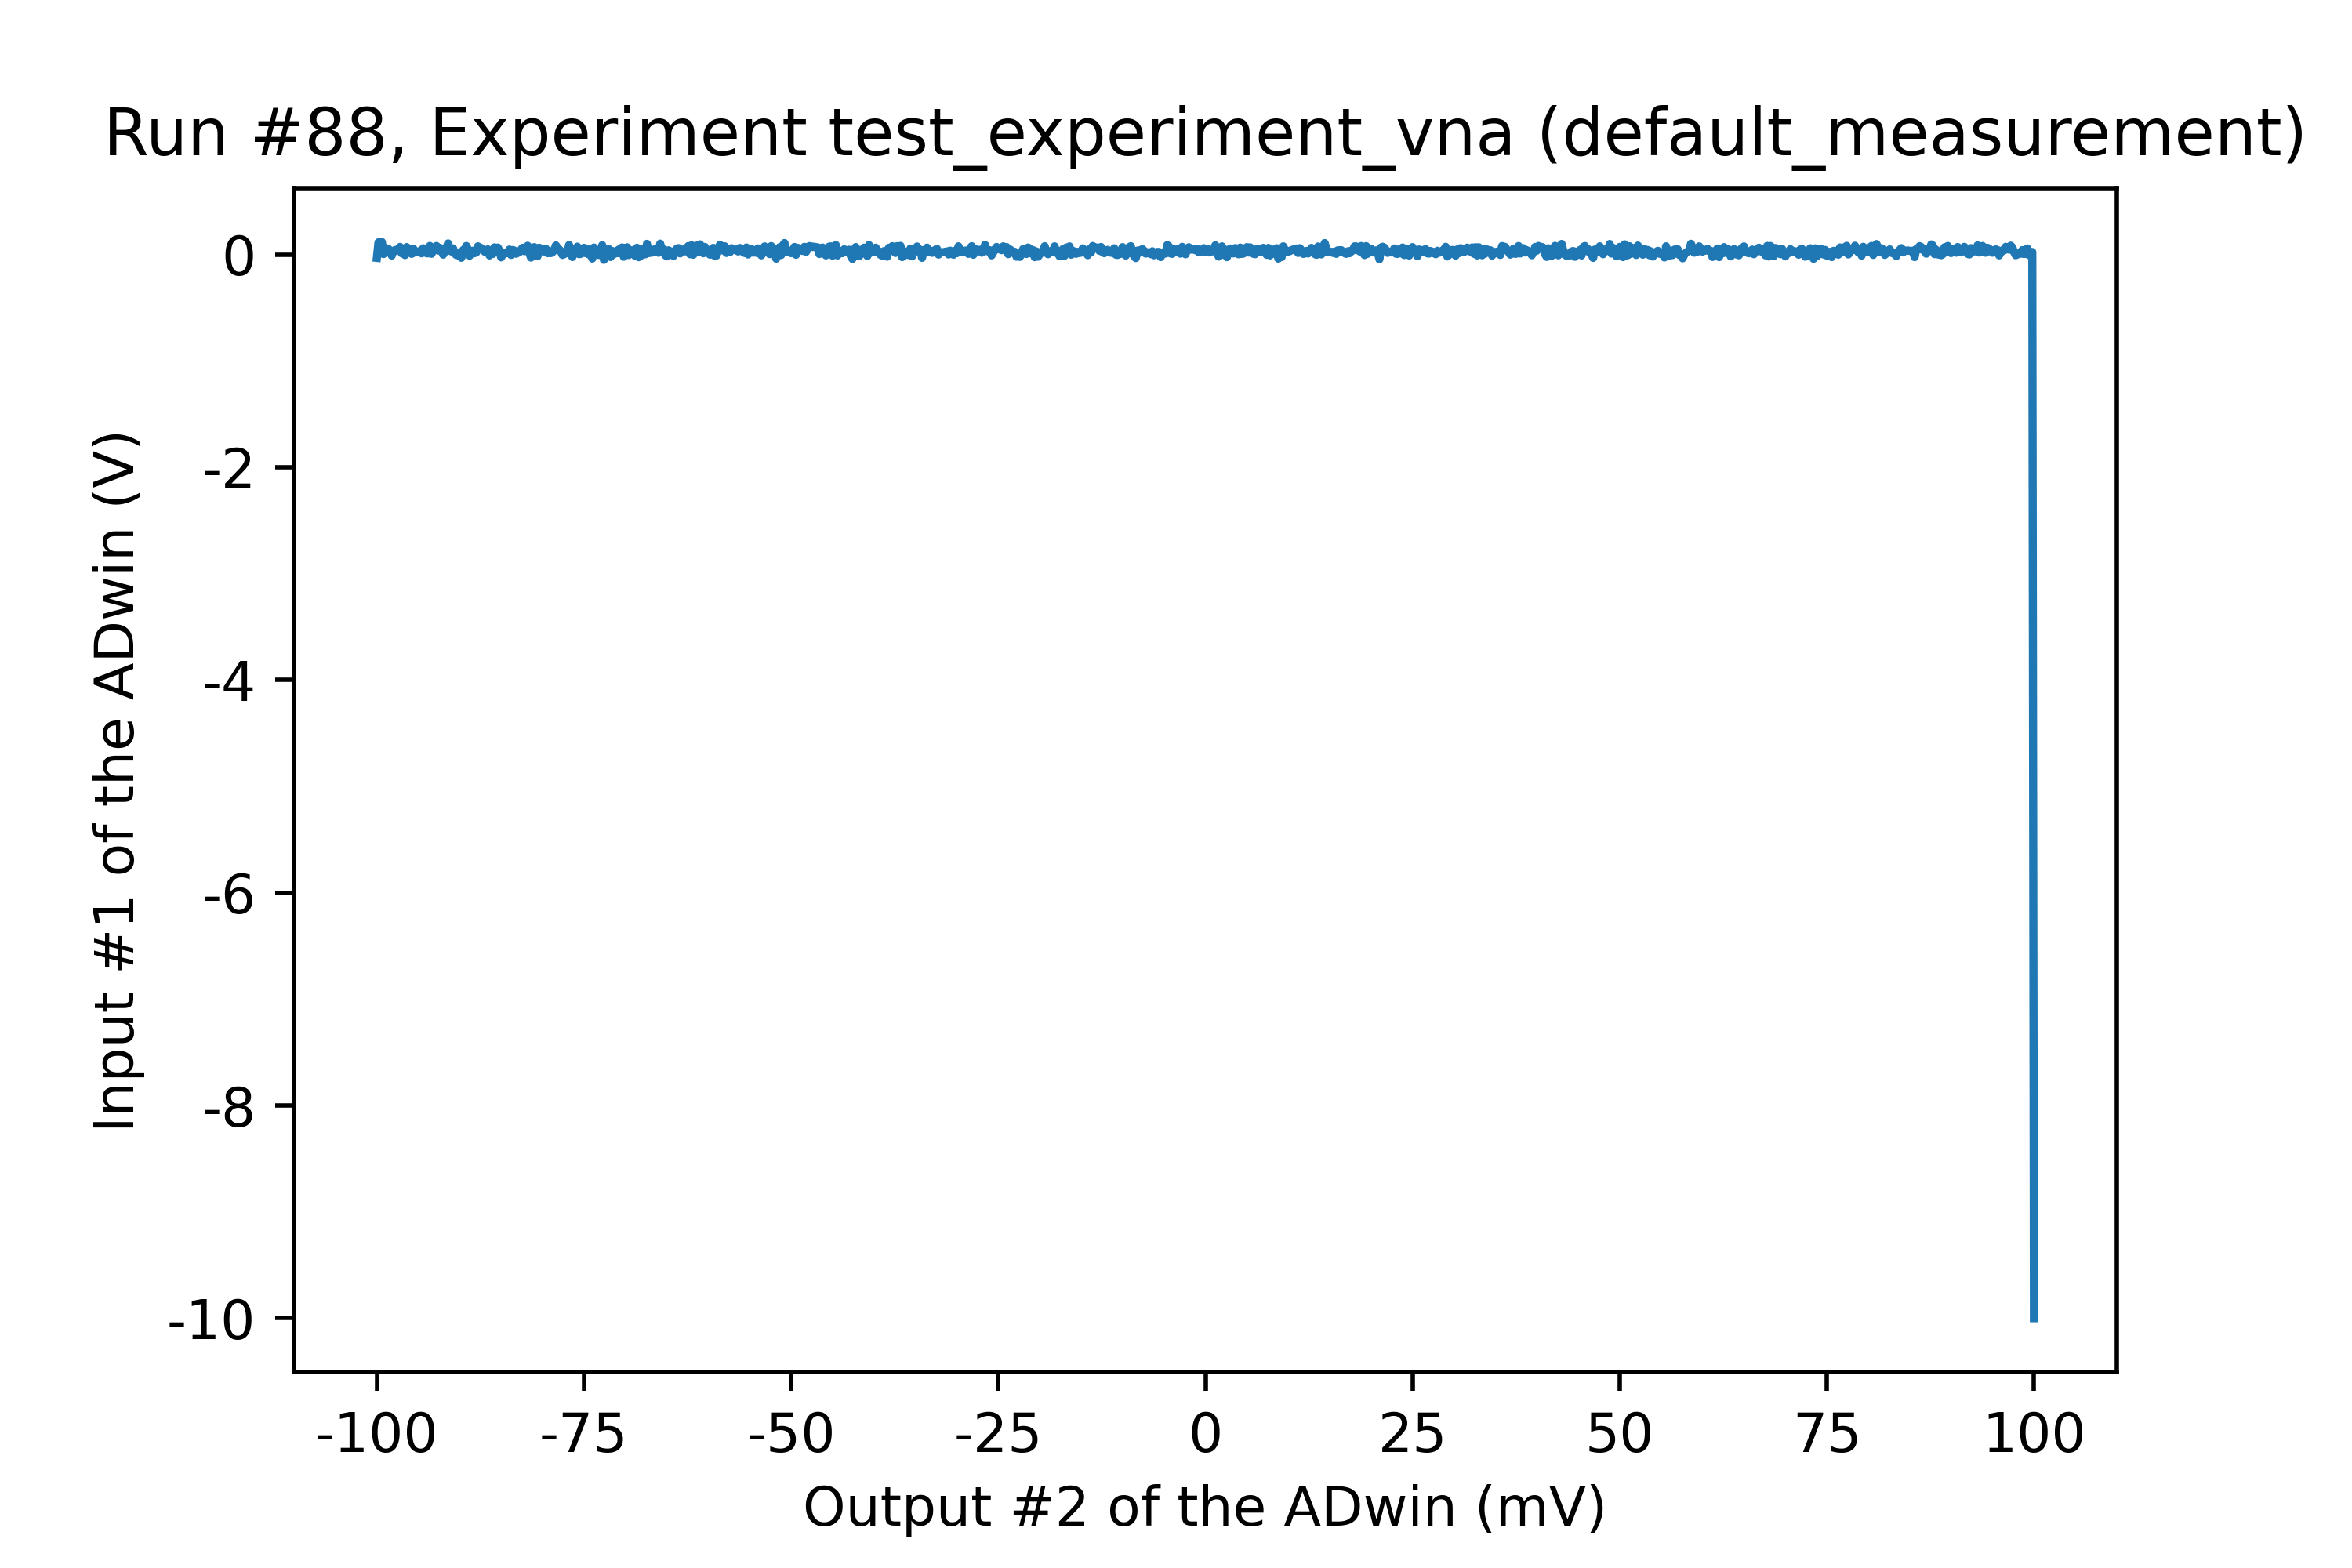 Run #88, Experiment test_experiment_vna (default_measurement)
Input #1 of the ADwin (V)
0
-2
-4
-6
-8
-10
-100 -75 -50 -25 0 25 50 75 100
Output #2 of the ADwin (mV)